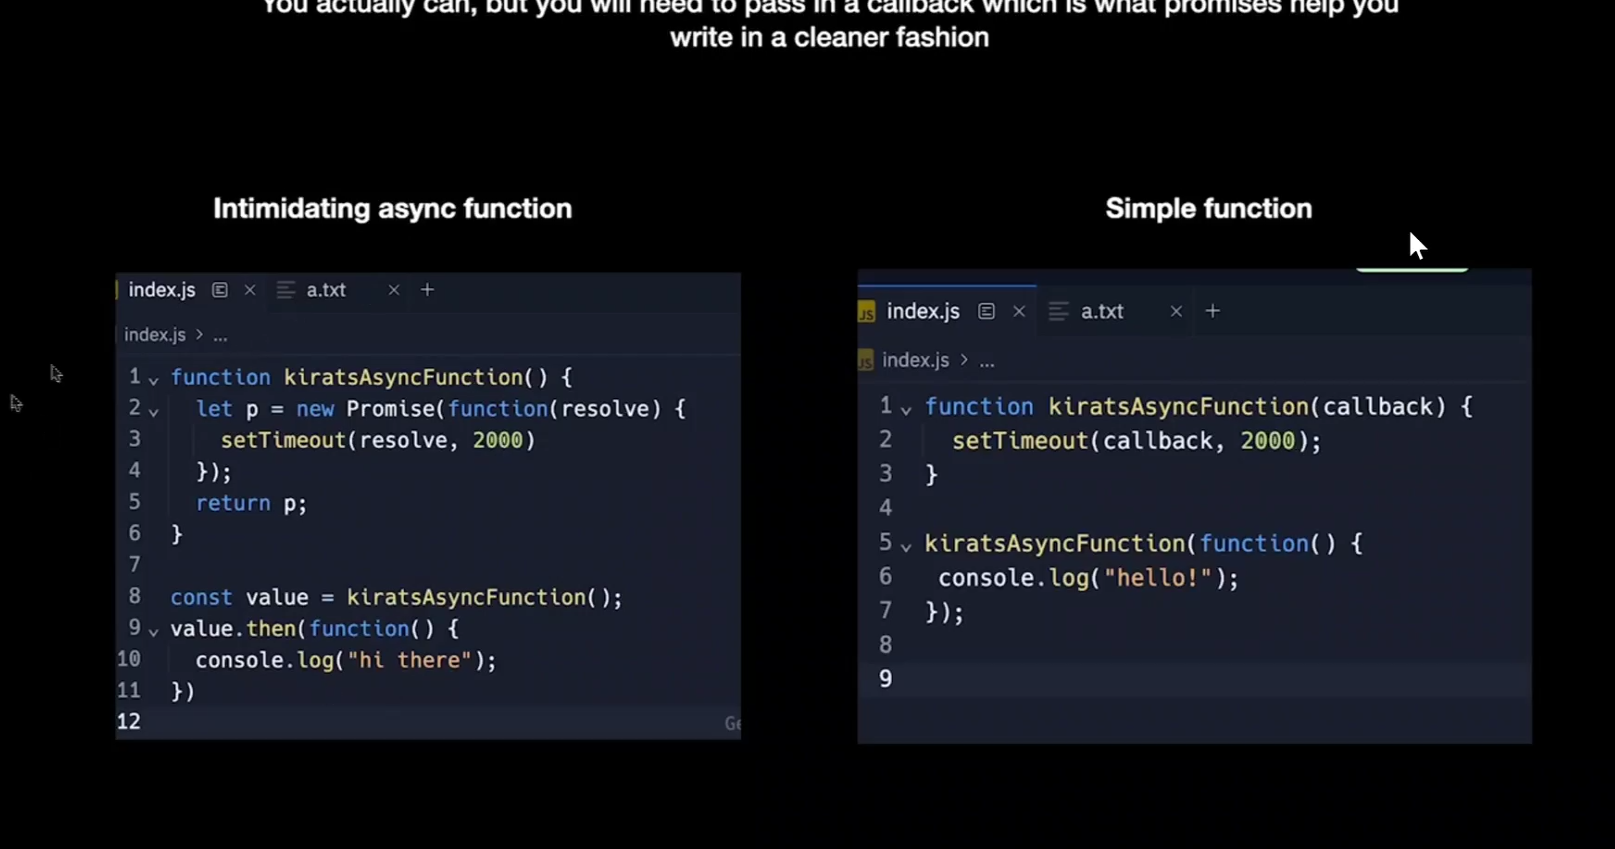 You actually can, but you will need to pass in a callback which is what promises help you
write in a cleaner fashion
Intimidating async function
index.js a.txt
index.js > ...
1 function kiratsAsyncFunction() {
2 let p = new Promise(function(resolve) {
3 setTimeout(resolve, 2000)
4 });
5 return p;
6 }
7
8 const value = kiratsAsyncFunction();
9 value.then(function() {
10 console.log("hi there");
11 })
12
Simple function
JS index.js a.txt
JS index.js > ...
1 function kiratsAsyncFunction(callback) {
2 setTimeout(callback, 2000);
3 }
4
5 kiratsAsyncFunction(function() {
6 console.log("hello!");
7 });
8
9